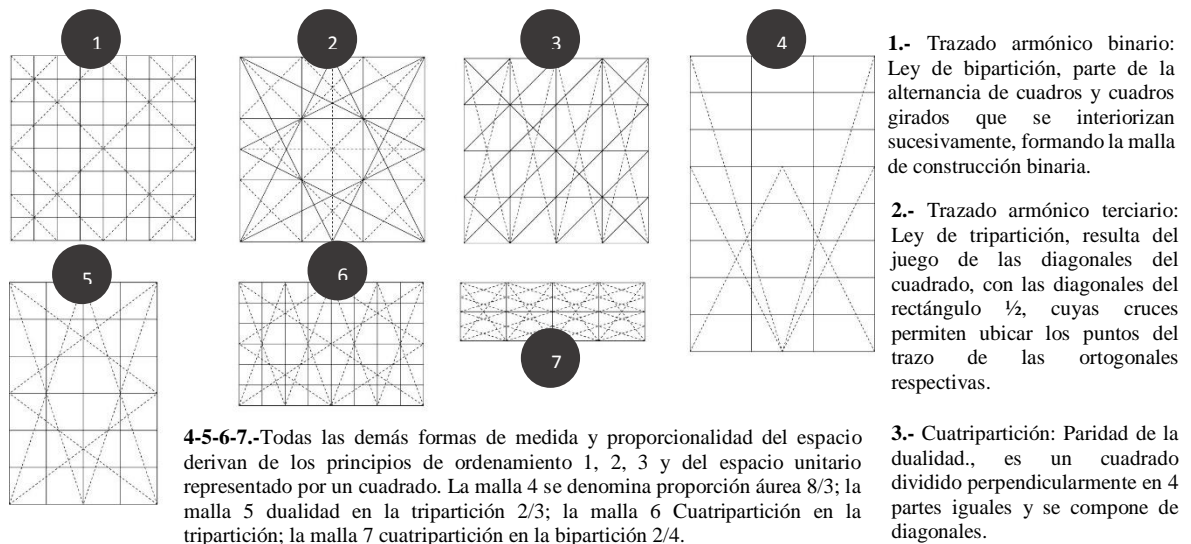 1
2
3
4
5
6
7
1.- Trazado armónico binario:
Ley de bipartición, parte de la
alternancia de cuadros y cuadros
girados que se interiorizan
sucesivamente, formando la malla
de construcción binaria.
2.- Trazado armónico terciario:
Ley de tripartición, resulta del
juego de las diagonales del
cuadrado, con las diagonales del
rectángulo ½, cuyas cruces
permiten ubicar los puntos del
trazo de las ortogonales
respectivas.
3.- Cuatripartición: Paridad de la
dualidad., es un cuadrado
dividido perpendicularmente en 4
partes iguales y se compone de
diagonales.
4-5-6-7.-Todas las demás formas de medida y proporcionalidad del espacio
derivan de los principios de ordenamiento 1, 2, 3 y del espacio unitario
representado por un cuadrado. La malla 4 se denomina proporción áurea 8/3; la
malla 5 dualidad en la tripartición 2/3; la malla 6 Cuatripartición en la
tripartición; la malla 7 cuatripartición en la bipartición 2/4.